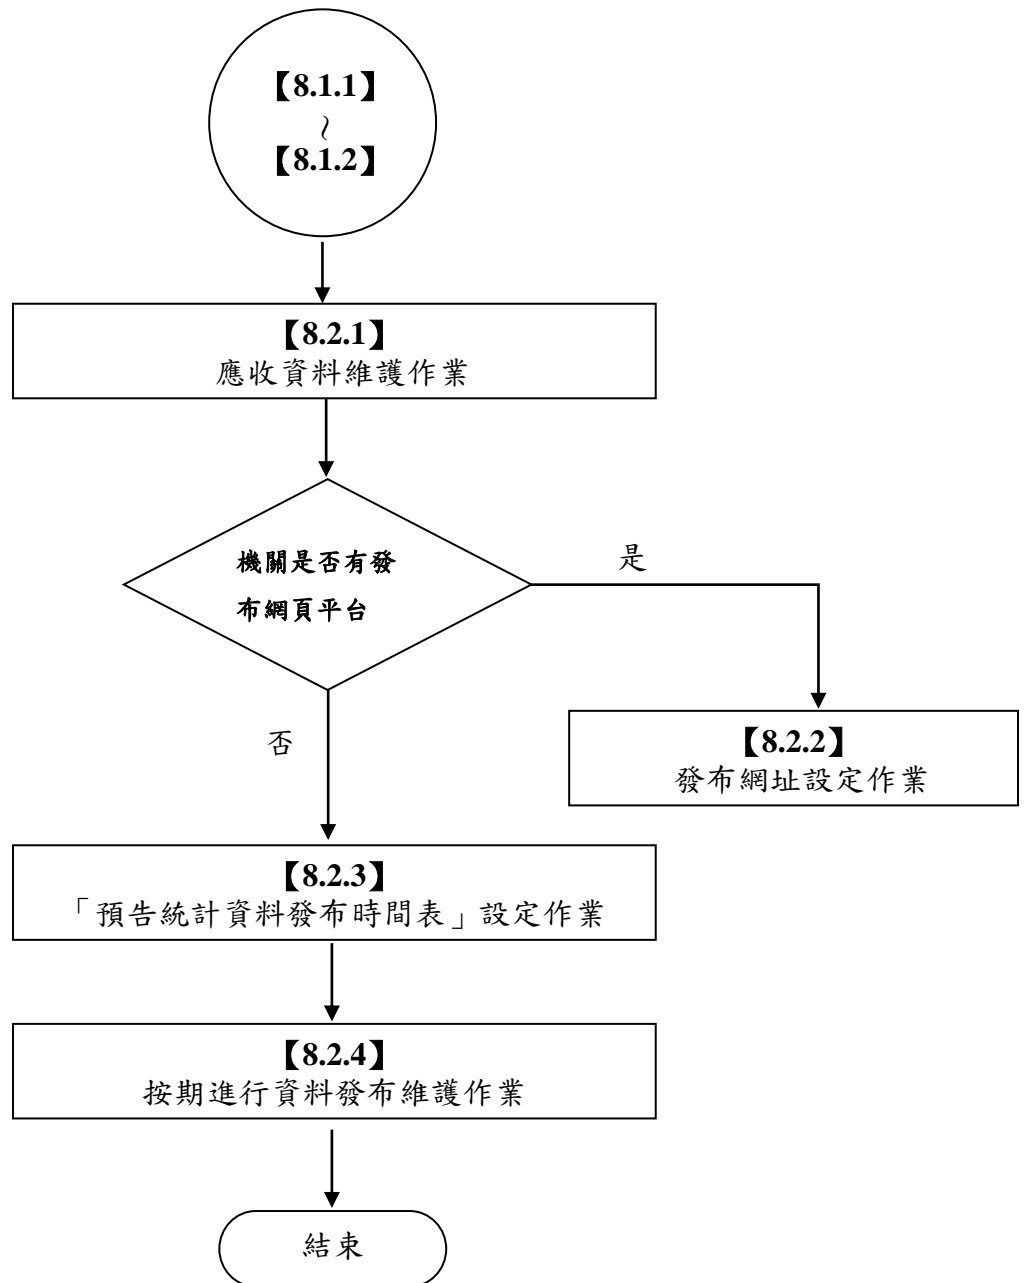 【8.1.1】
～
【8.1.2】
【8.2.1】
應收資料維護作業
機關是否有發
布網頁平台
是
【8.2.2】
發布網址設定作業
否
【8.2.3】
「預告統計資料發布時間表」設定作業
【8.2.4】
按期進行資料發布維護作業
結束